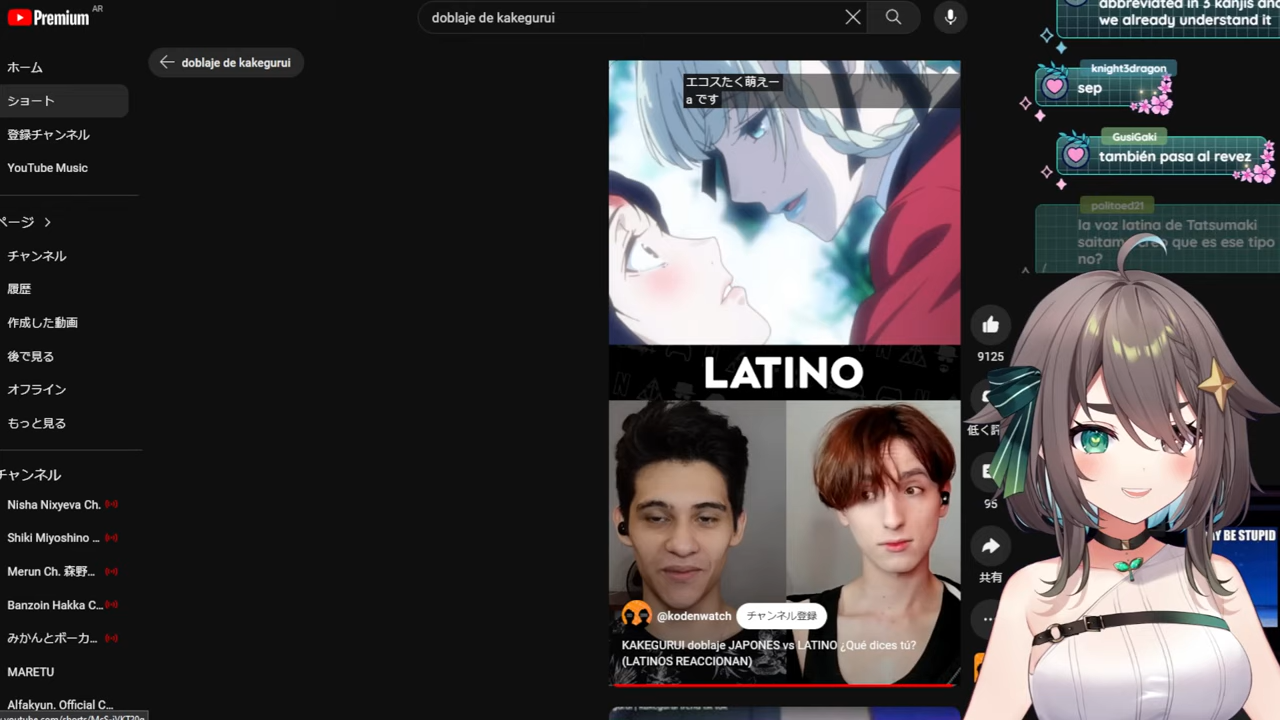 Premium AR
doblaje de kakegurui
doblaje de kakegurui
ホーム
ショート
登録チャンネル
YouTube Music
ページ
チャンネル
履歴
作成した動画
後で見る
オフライン
もっと見る
チャンネル
Nisha Nixyeva Ch.
Shiki Miyoshino ...
Merun Ch. 森野...
Banzoin Hakka C...
みかんとポーカ...
MARETU
エコスたく萌えー
a です
LATINO
@kodenwatch
チャンネル登録
KAKEGURUI doblaje JAPONES vs LATINO ¿Qué dices tú?
(LATINOS REACCIONAN)
9125
低く評
95
共有
abbreviated in 3 kanjis and
we already understand it
knight3dragon
sep
GusiGaki
también pasa al revez
politoed21
la voz latina de Tatsumaki
saitama creo que es ese tipo
no?
AY BE STUPID